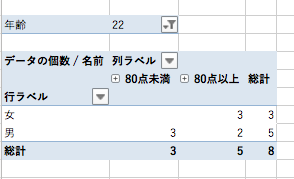 年齢 22
データの個数 / 名前 列ラベル
80点未満 80点以上 総計
行ラベル
女 3 3
男 3 2 5
総計 3 5 8